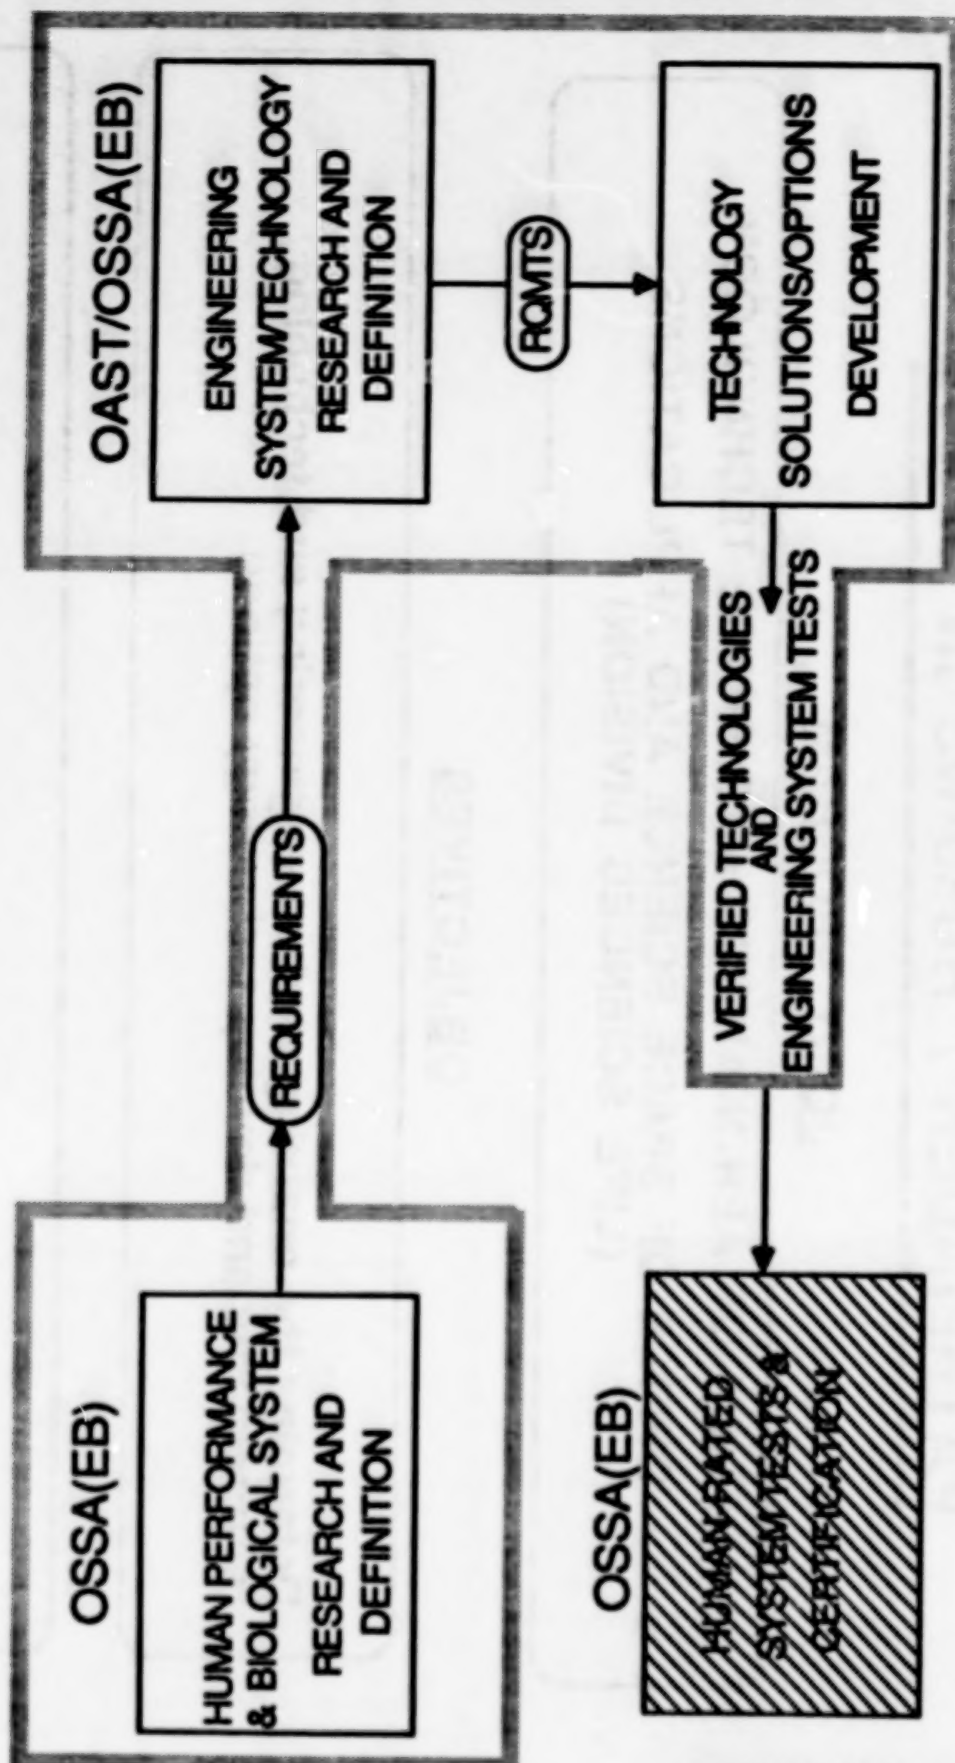 OSSA(EB)
HUMAN PERFORMANCE
& BIOLOGICAL SYSTEM
RESEARCH AND
DEFINITION
REQUIREMENTS
OAST/OSSA(EB)
ENGINEERING
SYSTEM/TECHNOLOGY
RESEARCH AND
DEFINITION
RQMTS
TECHNOLOGY
SOLUTIONS/OPTIONS
DEVELOPMENT
VERIFIED TECHNOLOGIES
AND
ENGINEERING SYSTEM TESTS
OSSA(EB)
HUMAN-RATED
SYSTEM TESTS &
CERTIFICATION